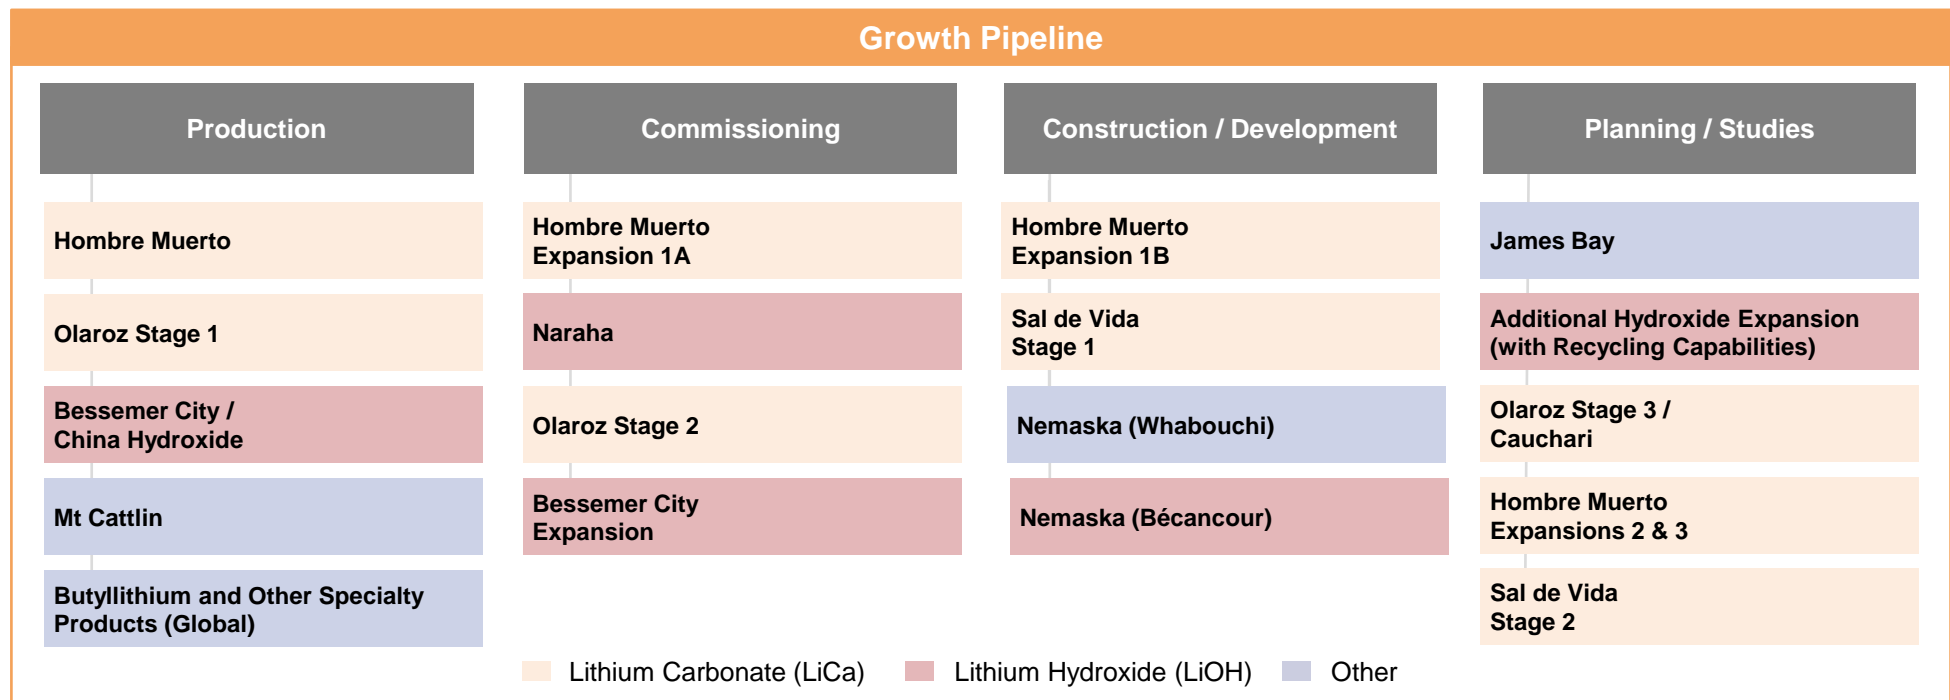 Growth Pipeline
Production
Hombre Muerto
Olaroz Stage 1
Bessemer City /
China Hydroxide
Mt Cattlin
Butyllithium and Other Specialty
Products (Global)
Commissioning
Hombre Muerto
Expansion 1A
Naraha
Olaroz Stage 2
Bessemer City
Expansion
Construction / Development
Hombre Muerto
Expansion 1B
Sal de Vida
Stage 1
Nemaska (Whabouchi)
Nemaska (Bécancour)
Planning / Studies
James Bay
Additional Hydroxide Expansion
(with Recycling Capabilities)
Olaroz Stage 3 /
Cauchari
Hombre Muerto
Expansions 2 & 3
Sal de Vida
Stage 2
Lithium Carbonate (LiCa)
Lithium Hydroxide (LiOH)
Other